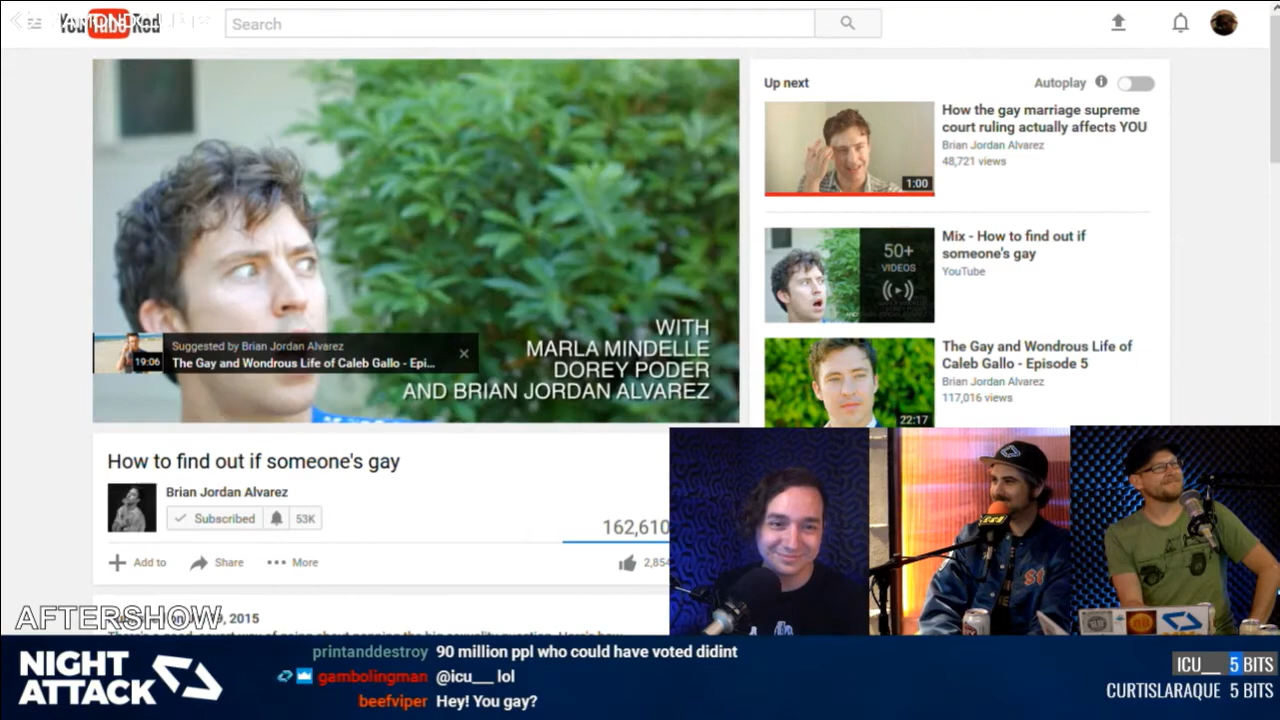 YouTube Red
Search
WITH
MARLA MINDELLE
DOREY PODER
AND BRIAN JORDAN ALVAREZ
19:06
Suggested by Brian Jordan Alvarez
The Gay and Wondrous Life of Caleb Gallo - Epi...
Up next
Autoplay
How the gay marriage supreme
court ruling actually affects YOU
Brian Jordan Alvarez
48,721 views
1:00
Mix - How to find out if
someone's gay
YouTube
50+
VIDEOS
The Gay and Wondrous Life of
Caleb Gallo - Episode 5
Brian Jordan Alvarez
117,016 views
22:17
How to find out if someone's gay
Brian Jordan Alvarez
Subscribed
53K
162,610
Add to
Share
More
2,854
AFTERSHOW
9, 2015
NIGHT
ATTACK
printanddestroy 90 million ppl who could have voted didint
gambolingman @icu___ lol
beefviper Hey! You gay?
ICU__ 5 BITS
CURTISLARAQUE 5 BITS